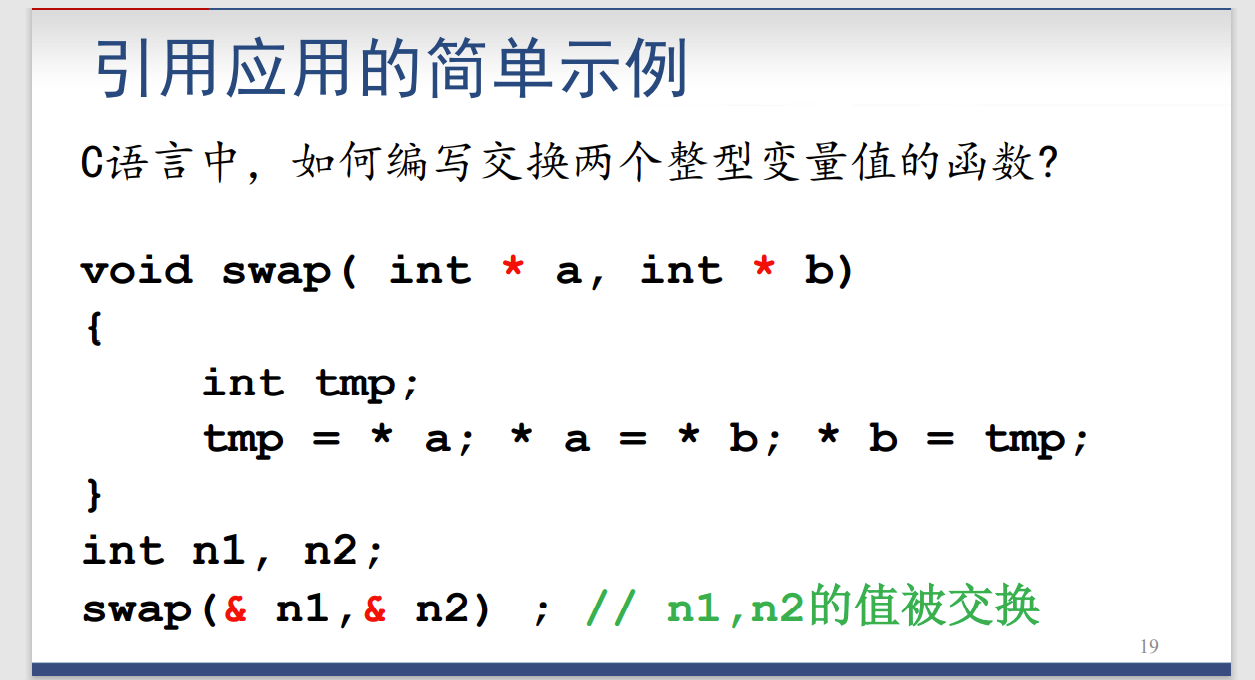 引用应用的简单示例
C语言中，如何编写交换两个整型变量值的函数?
void swap( int * a, int * b)
{
int tmp;
tmp = * a; * a = * b; * b = tmp;
}
int n1, n2;
swap(& n1,& n2) ; // n1,n2的值被交换
19